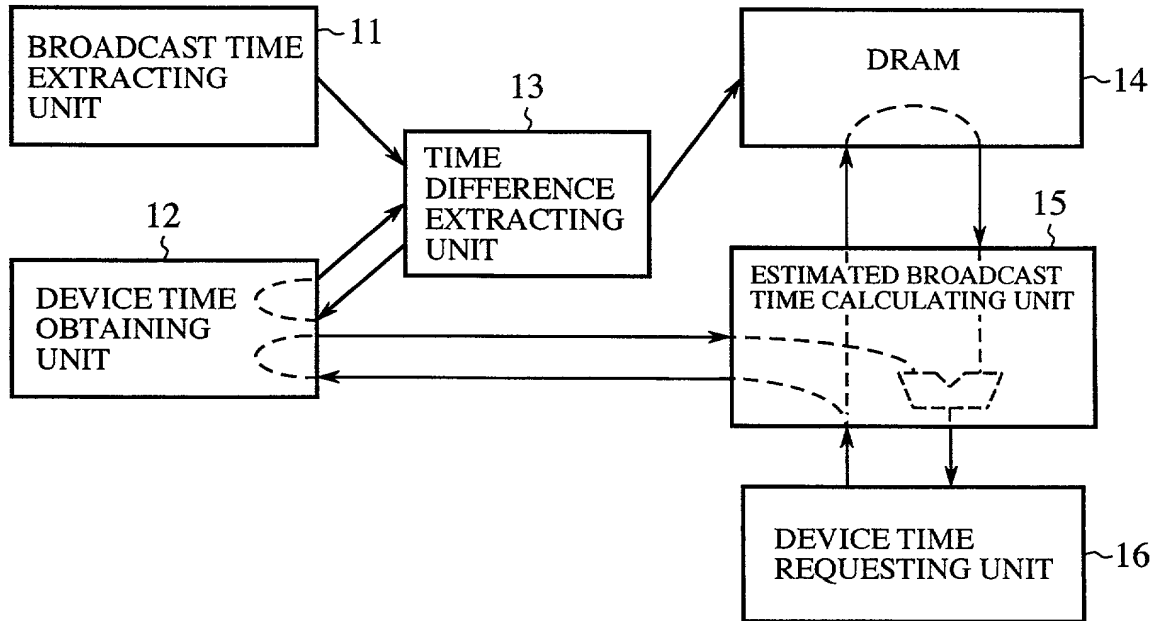 BROADCAST TIME
EXTRACTING
UNIT
11
DEVICE TIME
OBTAINING
UNIT
12
TIME
DIFFERENCE
EXTRACTING
UNIT
13
DRAM
14
ESTIMATED BROADCAST
TIME CALCULATING UNIT
15
DEVICE TIME
REQUESTING UNIT
16